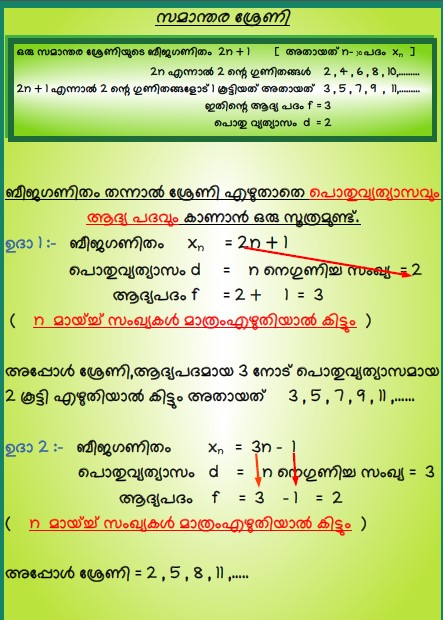 സമാന്തര ശ്രേണി
ഒരു സമാന്തര ശ്രേണിയുടെ ബീജഗണിതം 2n + 1 [ അതായത് n-ാം പദം xₙ ]
2n എന്നാൽ 2 ന്റെ ഗുണിതങ്ങൾ 2 , 4 , 6 , 8 , 10 ,.........
2n + 1 എന്നാൽ 2 ന്റെ ഗുണിതങ്ങളോട് 1 കൂട്ടിയത് അതായത് 3 , 5 , 7 , 9 , 11 ,......
ഇതിന്റെ ആദ്യ പദം f = 3
പൊതു വ്യത്യാസം d = 2
ബീജഗണിതം തന്നാൽ ശ്രേണി എഴുതാതെ പൊതുവ്യത്യാസവും
ആദ്യ പദവും കാണാൻ ഒരു സൂത്രമുണ്ട്.
ഉദാ 1:- ബീജഗണിതം xₙ = 2n + 1
പൊതുവ്യത്യാസം d = n നെഗുണിച്ച സംഖ്യ = 2
ആദ്യപദം f = 2 + 1 = 3
( n മായ്ച്ച് സംഖ്യകൾ മാത്രംഎഴുതിയാൽ കിട്ടും )
അപ്പോൾ ശ്രേണി,ആദ്യപദമായ 3 നോട് പൊതുവ്യത്യാസമായ
2 കൂട്ടി എഴുതിയാൽ കിട്ടും അതായത് 3 , 5 , 7 , 9 , 11 ,......
ഉദാ 2 :- ബീജഗണിതം xₙ = 3n - 1
പൊതുവ്യത്യാസം d = n നെഗുണിച്ച സംഖ്യ = 3
ആദ്യപദം f = 3 -1 = 2
( n മായ്ച്ച് സംഖ്യകൾ മാത്രംഎഴുതിയാൽ കിട്ടും )
അപ്പോൾ ശ്രേണി = 2 , 5 , 8 , 11 ,.....